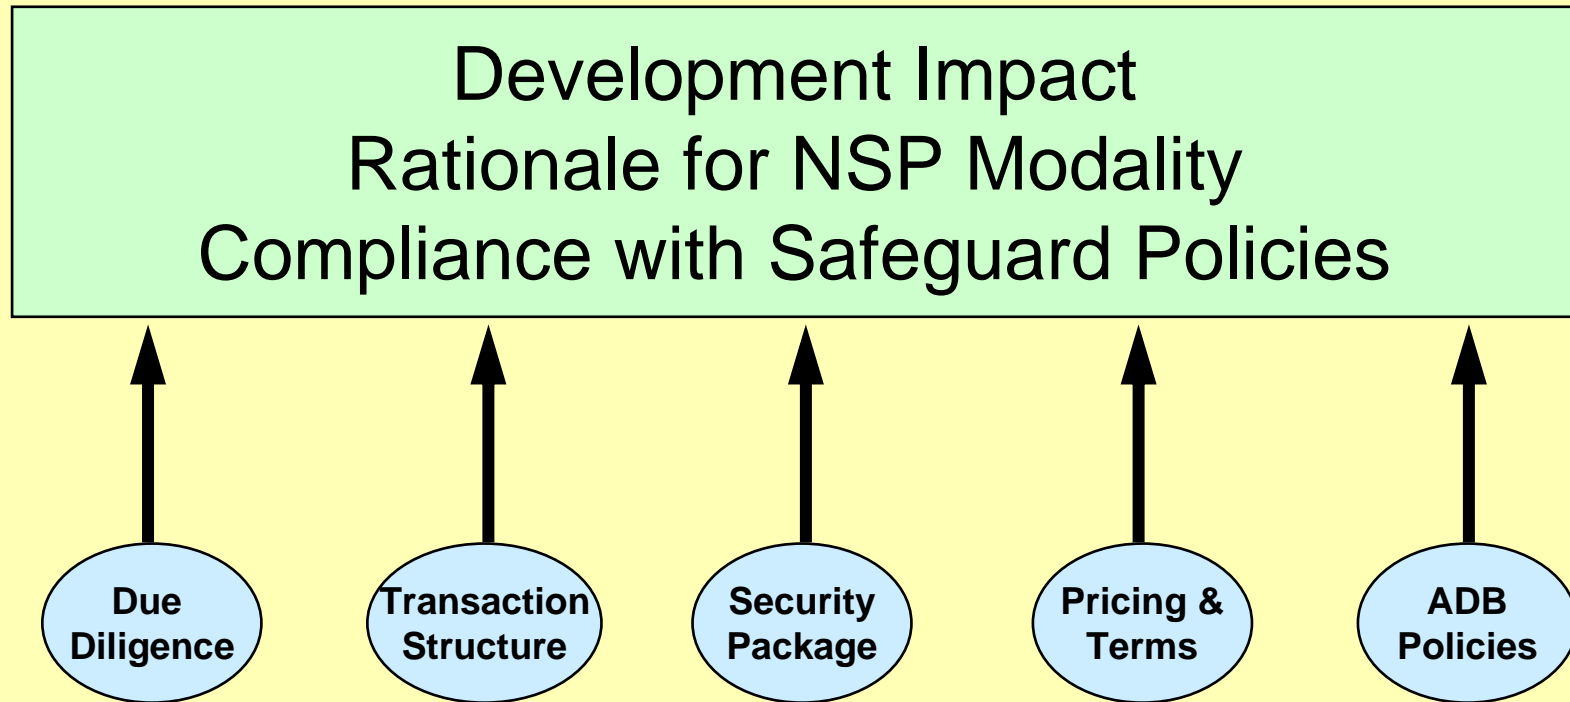 Development Impact
Rationale for NSP Modality
Compliance with Safeguard Policies
Due
Diligence
Transaction
Structure
Security
Package
Pricing &
Terms
ADB
Policies